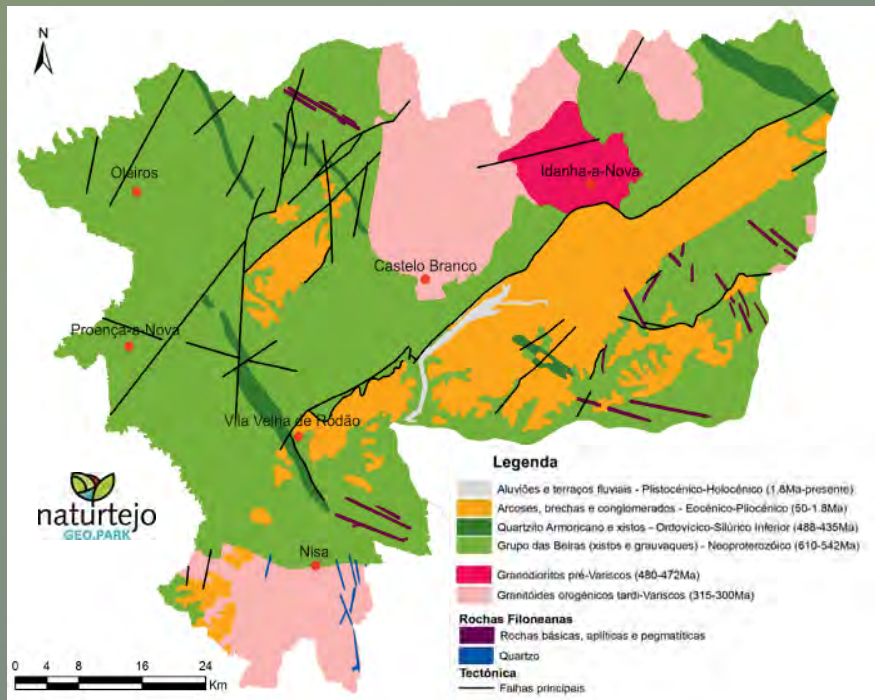 N
Oleiros
Idanha-a-Nova
Castelo Branco
Proença-a-Nova
Vila Velha de Ródão
naturtejo
GEO.PARK
Nisa
0 4 8 16 24
Km
Legenda
Aluviões e terraços fluviais - Plistocénico-Holocénico (1,8Ma-presente)
Arcoses, brechas e conglomerados - Eocénico-Pliocénico (50-1.8Ma)
Quartzito Armoricano e xistos - Ordovícico-Silúrico Inferior (488-435Ma)
Grupo das Beiras (xistos e grauvaques) - Neoproterozóico (610-542Ma)
Granodioritos pré-Variscos (480-472Ma)
Granitóides orogénicos tardi-Variscos (315-300Ma)
Rochas Filoneanas
Rochas básicas, aplíticas e pegmatíticas
Quartzo
Tectónica
Falhas principais